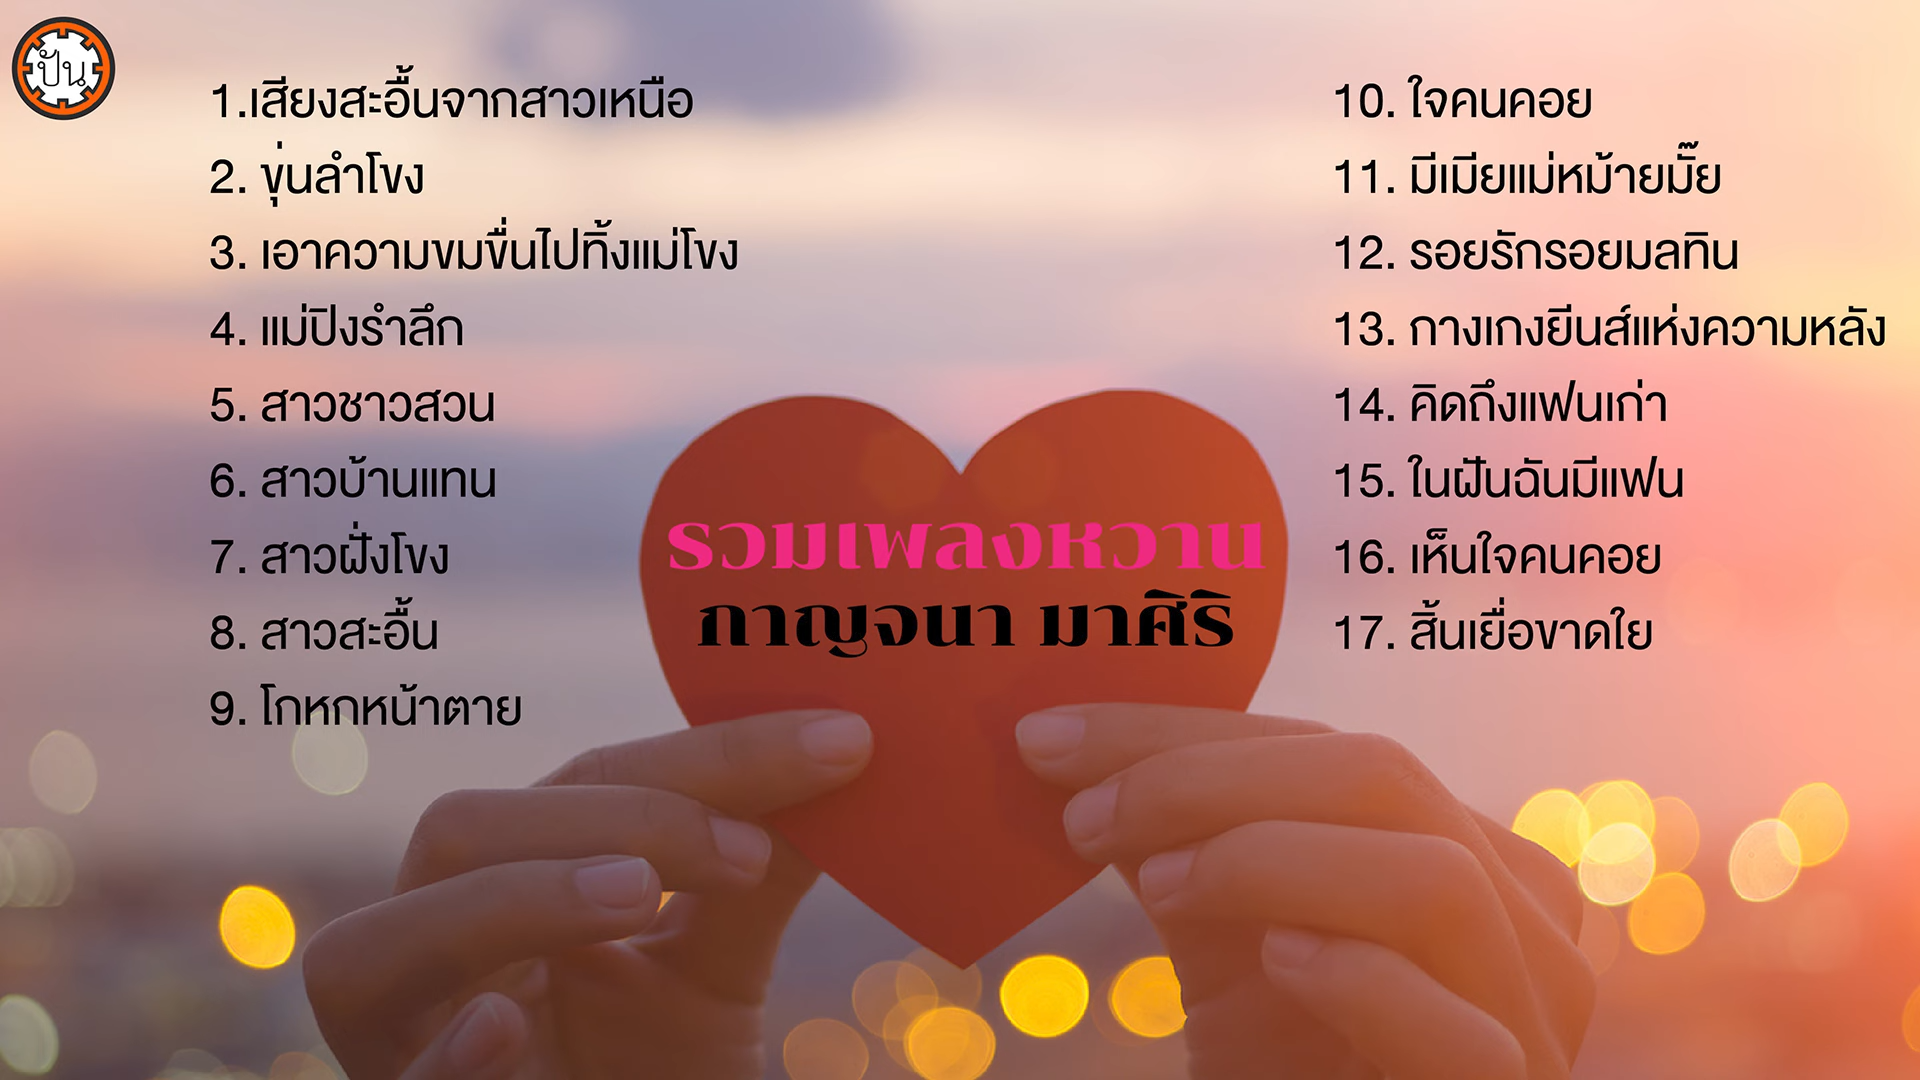 ปั่น
1.เสียงสะอื้นจากสาวเหนือ
2. ขุ่นลำโขง
3. เอาความขมขื่นไปทิ้งแม่โขง
4. แม่ปิงรำลึก
5. สาวชาวสวน
6. สาวบ้านแทน
7. สาวฝั่งโขง
8. สาวสะอื้น
9. โกหกหน้าตาย
รวมเพลงหวาน
กาญจนา มาศิริ
10. ใจคนคอย
11. มีเมียแม่หม้ายมั๊ย
12. รอยรักรอยมลทิน
13. กางเกงยีนส์แห่งความหลัง
14. คิดถึงแฟนเก่า
15. ในฝันฉันมีแฟน
16. เห็นใจคนคอย
17. สิ้นเยื่อขาดใย